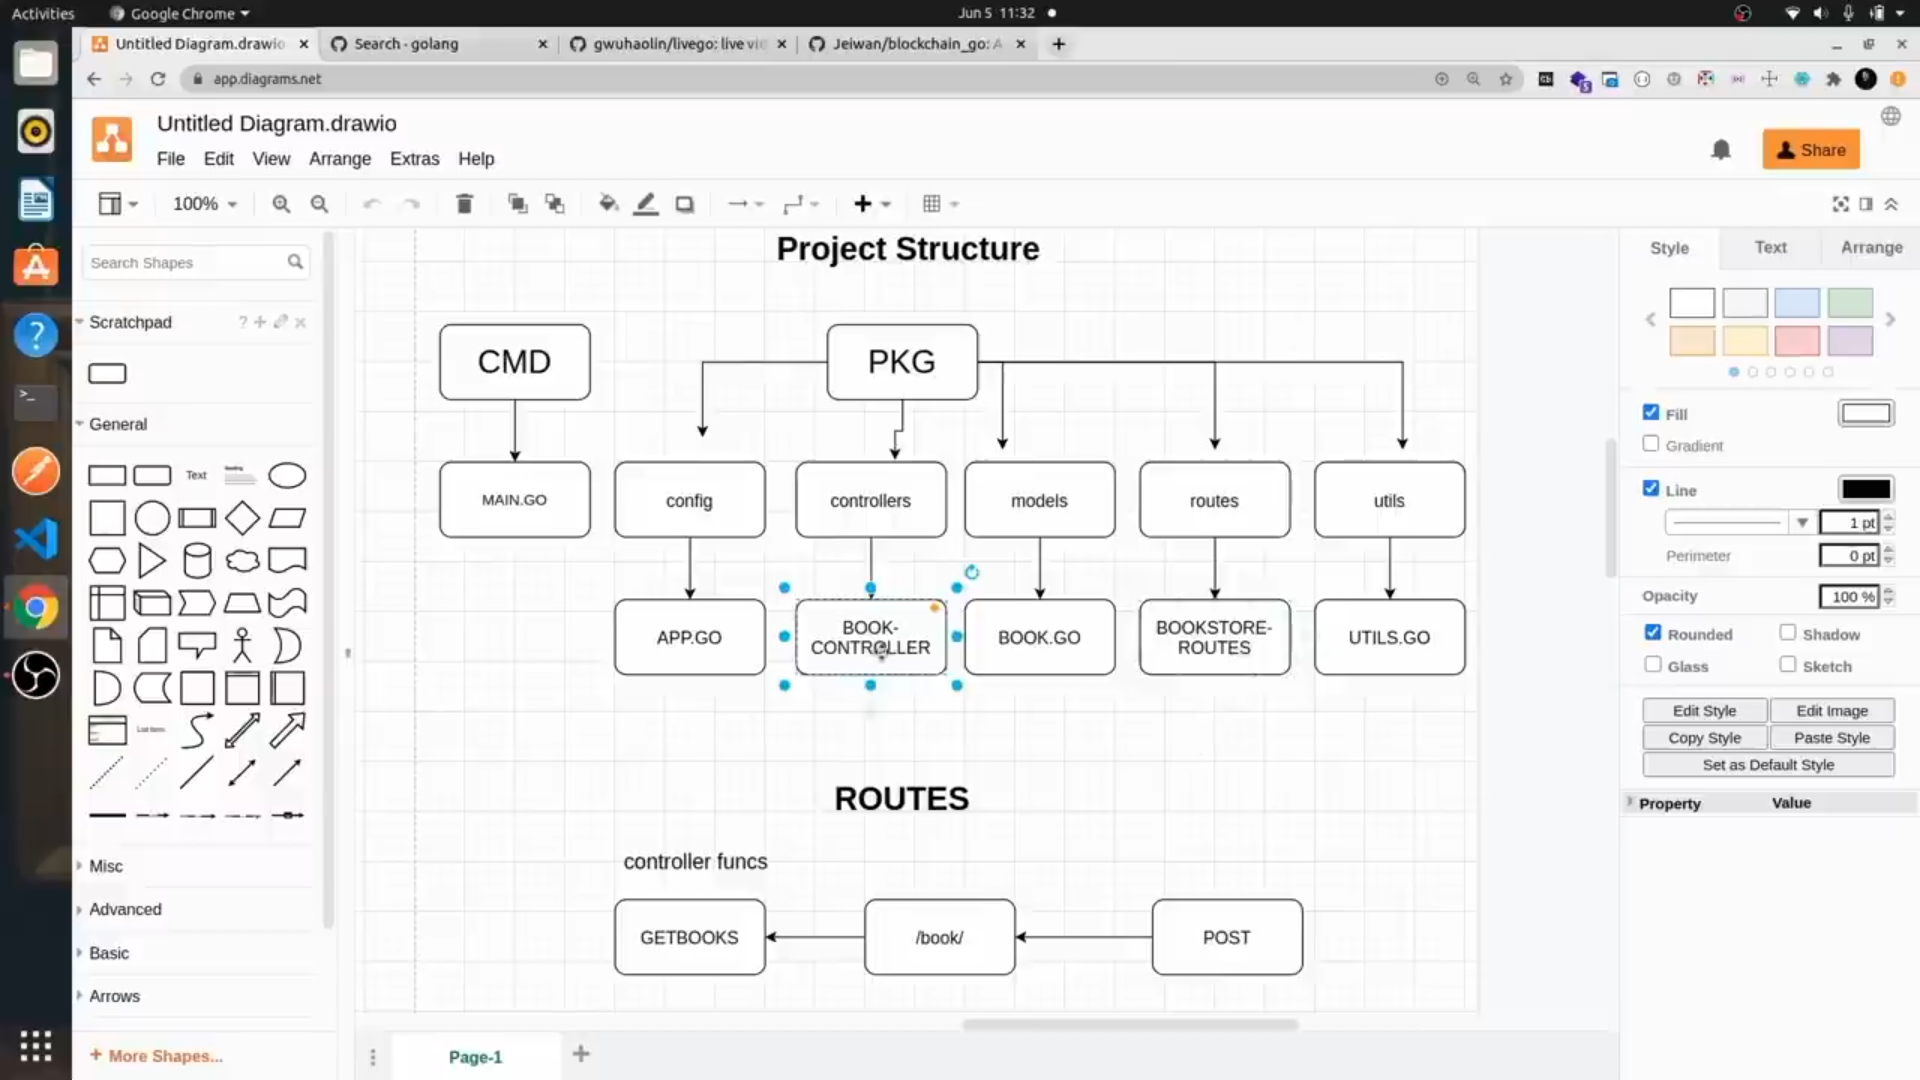 Activities
Google Chrome
Jun 5 11:32
Untitled Diagram.drawio
Search · golang
gwuhaolin/livego: live vi
Jeiwan/blockchain_go: A
app.diagrams.net
Untitled Diagram.drawio
File Edit View Arrange Extras Help
Share
100%
Search Shapes
Scratchpad
?
General
Text
Heading
List Item
Misc
Advanced
Basic
Arrows
+ More Shapes...
Project Structure
CMD
PKG
MAIN.GO
config
controllers
models
routes
utils
APP.GO
BOOK-
CONTROLLER
BOOK.GO
BOOKSTORE-
ROUTES
UTILS.GO
ROUTES
controller funcs
GETBOOKS
/book/
POST
Page-1
Style Text Arrange
Fill
Gradient
Line
1 pt
Perimeter
0 pt
Opacity
100 %
Rounded
Shadow
Glass
Sketch
Edit Style
Edit Image
Copy Style
Paste Style
Set as Default Style
Property Value